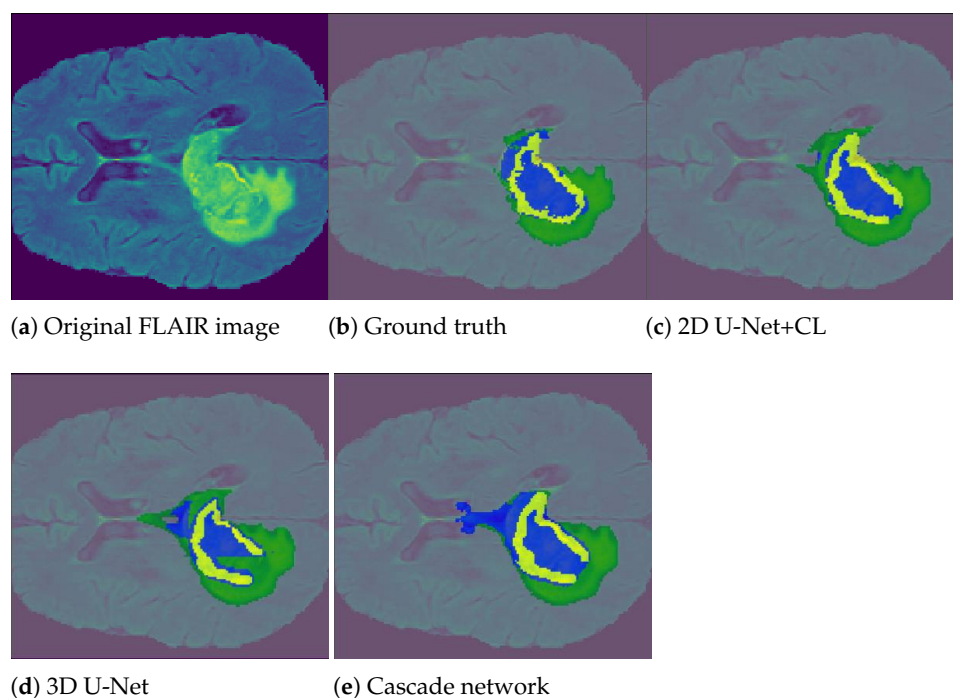 (a) Original FLAIR image
(b) Ground truth
(c) 2D U-Net+CL
(d) 3D U-Net
(e) Cascade network